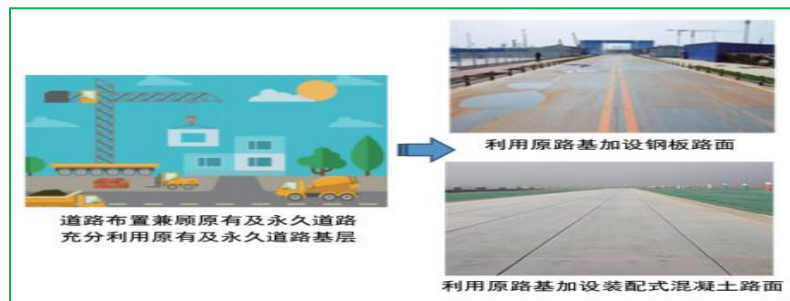 道路布置兼顾原有及永久道路
充分利用原有及永久道路基层
利用原路基加设钢板路面
利用原路基加设装配式混凝土路面